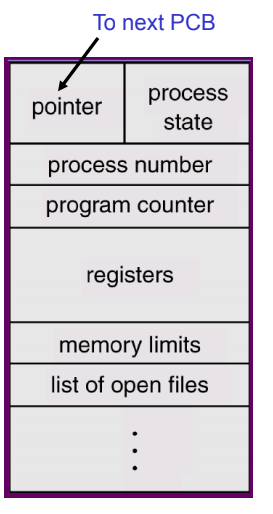 To next PCB
pointer
process
state
process number
program counter
registers
memory limits
list of open files
.
.
.